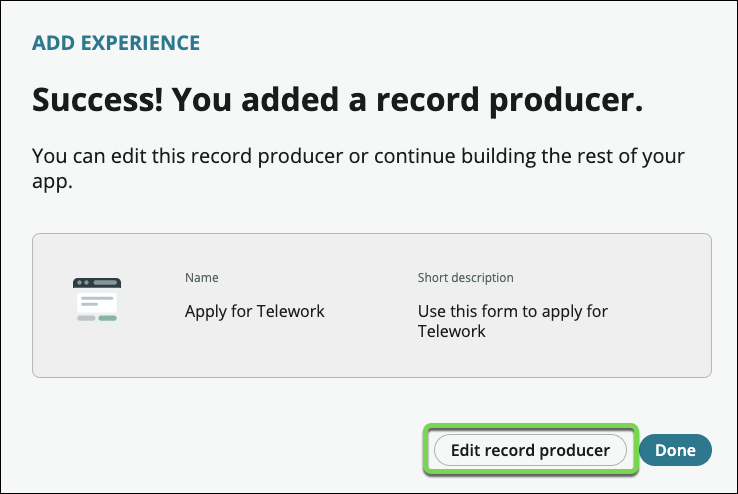 ADD EXPERIENCE
Success! You added a record producer.
You can edit this record producer or continue building the rest of your
app.
Name
Short description
Apply for Telework
Use this form to apply for
Telework
Edit record producer
Done